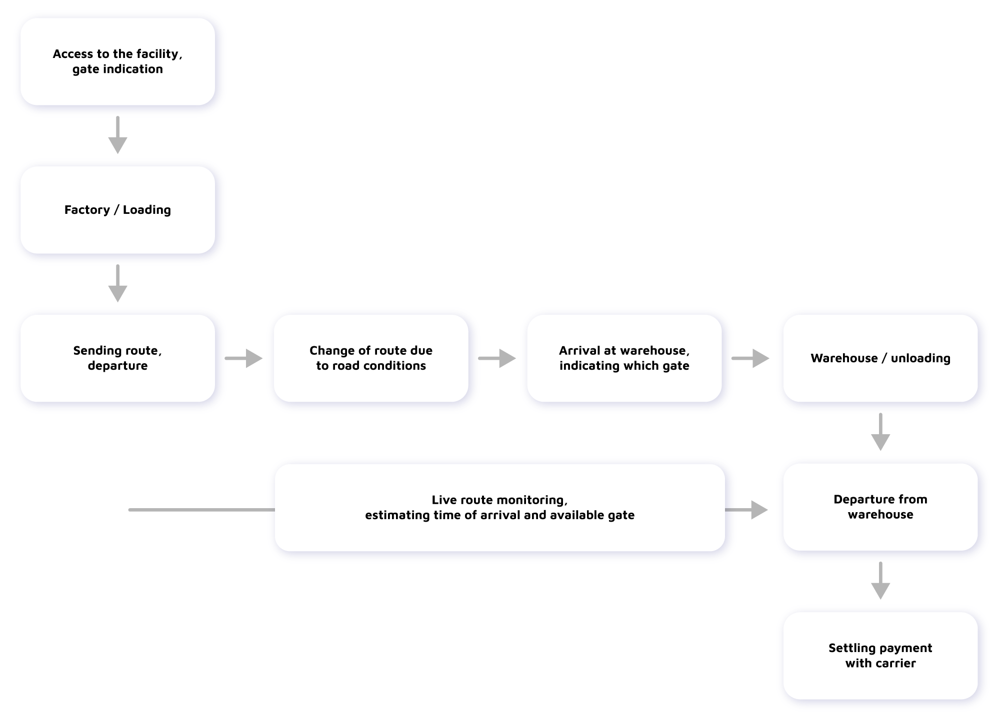 Access to the facility,
gate indication
Factory / Loading
Sending route,
departure
Change of route due
to road conditions
Arrival at warehouse,
indicating which gate
Warehouse / unloading
Live route monitoring,
estimating time of arrival and available gate
Departure from
warehouse
Settling payment
with carrier